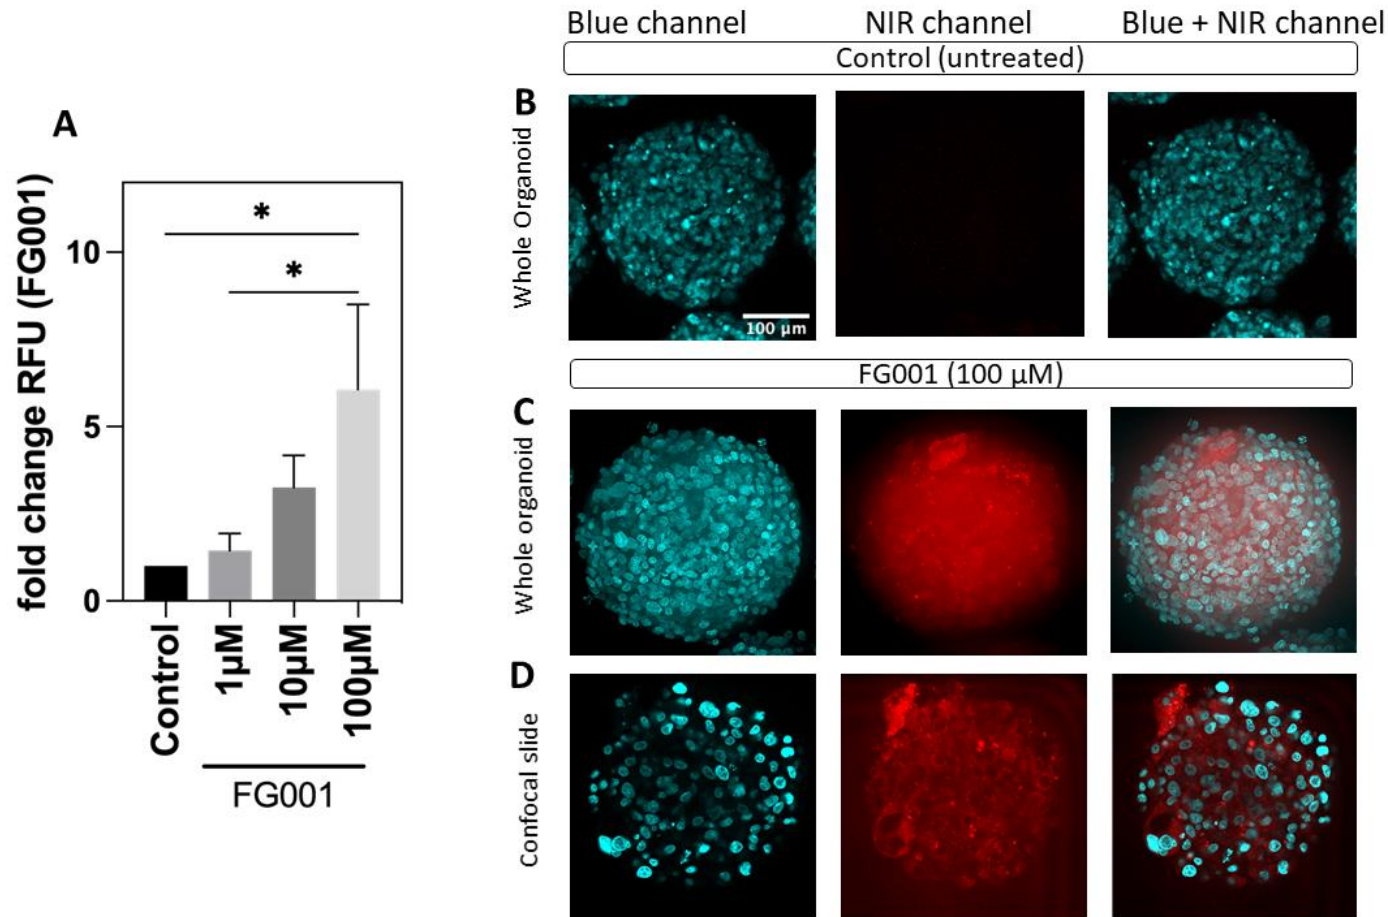 A
fold change RFU (FG001)
10
5
0
*
*
Control
1µM
10µM
100µM
FG001
Blue channel
NIR channel
Blue + NIR channel
Control (untreated)
B
Whole Organoid
100 µm
FG001 (100 µM)
C
Whole organoid
D
Confocal slide